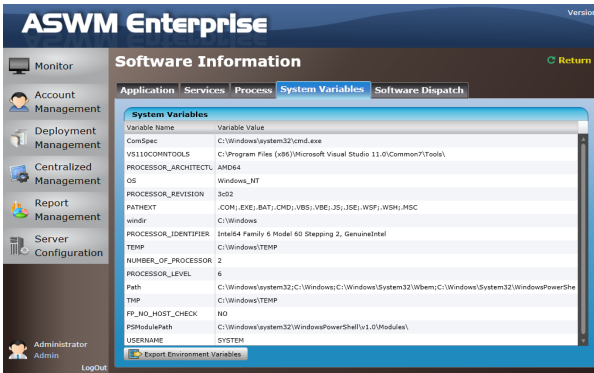 Version
ASWM Enterprise
Monitor
Account
Management
Deployment
Management
Centralized
Management
Report
Management
Server
Configuration
Administrator
Admin
LogOut
Software Information
Return
Application Services Process System Variables Software Dispatch
System Variables
Variable Name Variable Value
ComSpec C:\Windows\system32\cmd.exe
VS110COMNTOOLS C:\Program Files (x86)\Microsoft Visual Studio 11.0\Common7\Tools\
PROCESSOR_ARCHITECTU AMD64
OS Windows_NT
PROCESSOR_REVISION 3c02
PATHEXT .COM;.EXE;.BAT;.CMD;.VBS;.VBE;.JS;.JSE;.WSF;.WSH;.MSC
windir C:\Windows
PROCESSOR_IDENTIFIER Intel64 Family 6 Model 60 Stepping 2, GenuineIntel
TEMP C:\Windows\TEMP
NUMBER_OF_PROCESSOR 2
PROCESSOR_LEVEL 6
Path C:\Windows\system32;C:\Windows;C:\Windows\System32\Wbem;C:\Windows\System32\WindowsPowerShe
TMP C:\Windows\TEMP
FP_NO_HOST_CHECK NO
PSModulePath C:\Windows\system32\WindowsPowerShell\v1.0\Modules\
USERNAME SYSTEM
Export Environment Variables